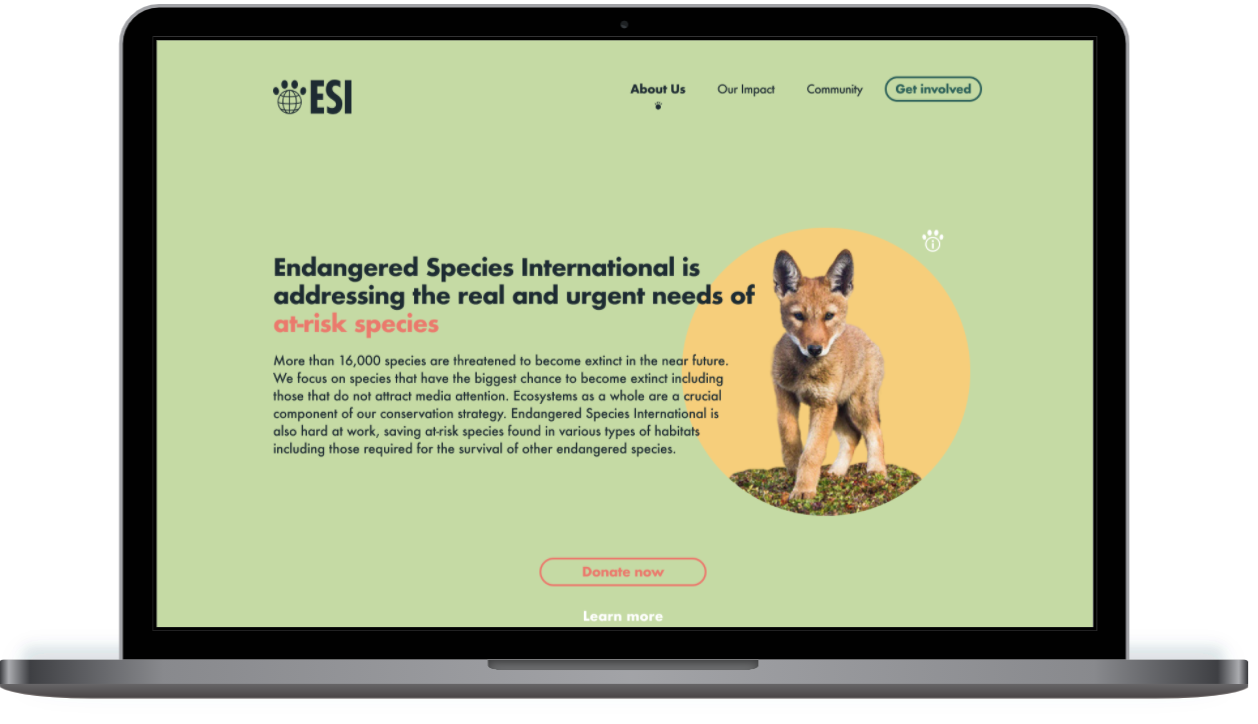 ESI
About Us
Our Impact
Community
Get involved
Endangered Species International is
addressing the real and urgent needs of
at-risk species
More than 16,000 species are threatened to become extinct in the near future.
We focus on species that have the biggest chance to become extinct including
those that do not attract media attention. Ecosystems as a whole are a crucial
component of our conservation strategy. Endangered Species International is
also hard at work, saving at-risk species found in various types of habitats
including those required for the survival of other endangered species.
Donate now
Learn more